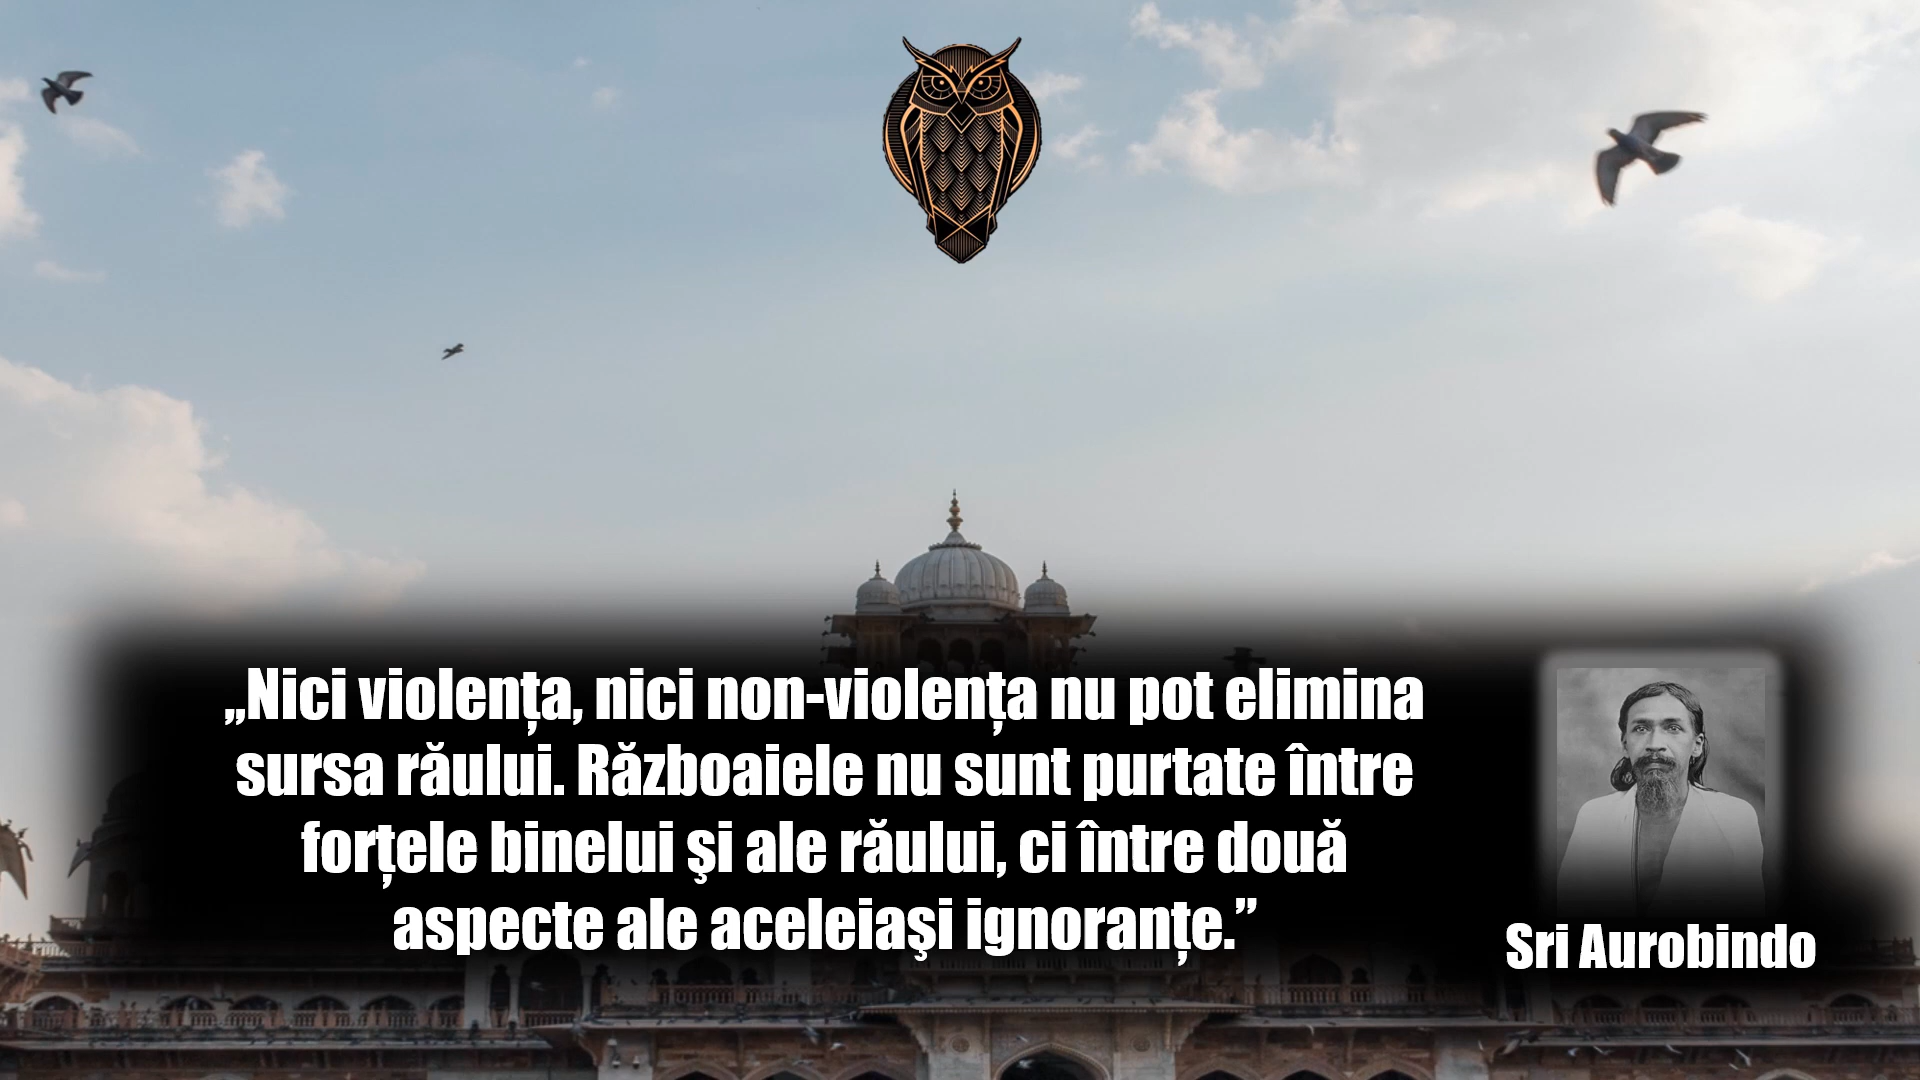 „Nici violența, nici non-violența nu pot elimina
sursa răului. Războaiele nu sunt purtate între
forțele binelui şi ale răului, ci între două
aspecte ale aceleiaşi ignoranțe.”
Sri Aurobindo